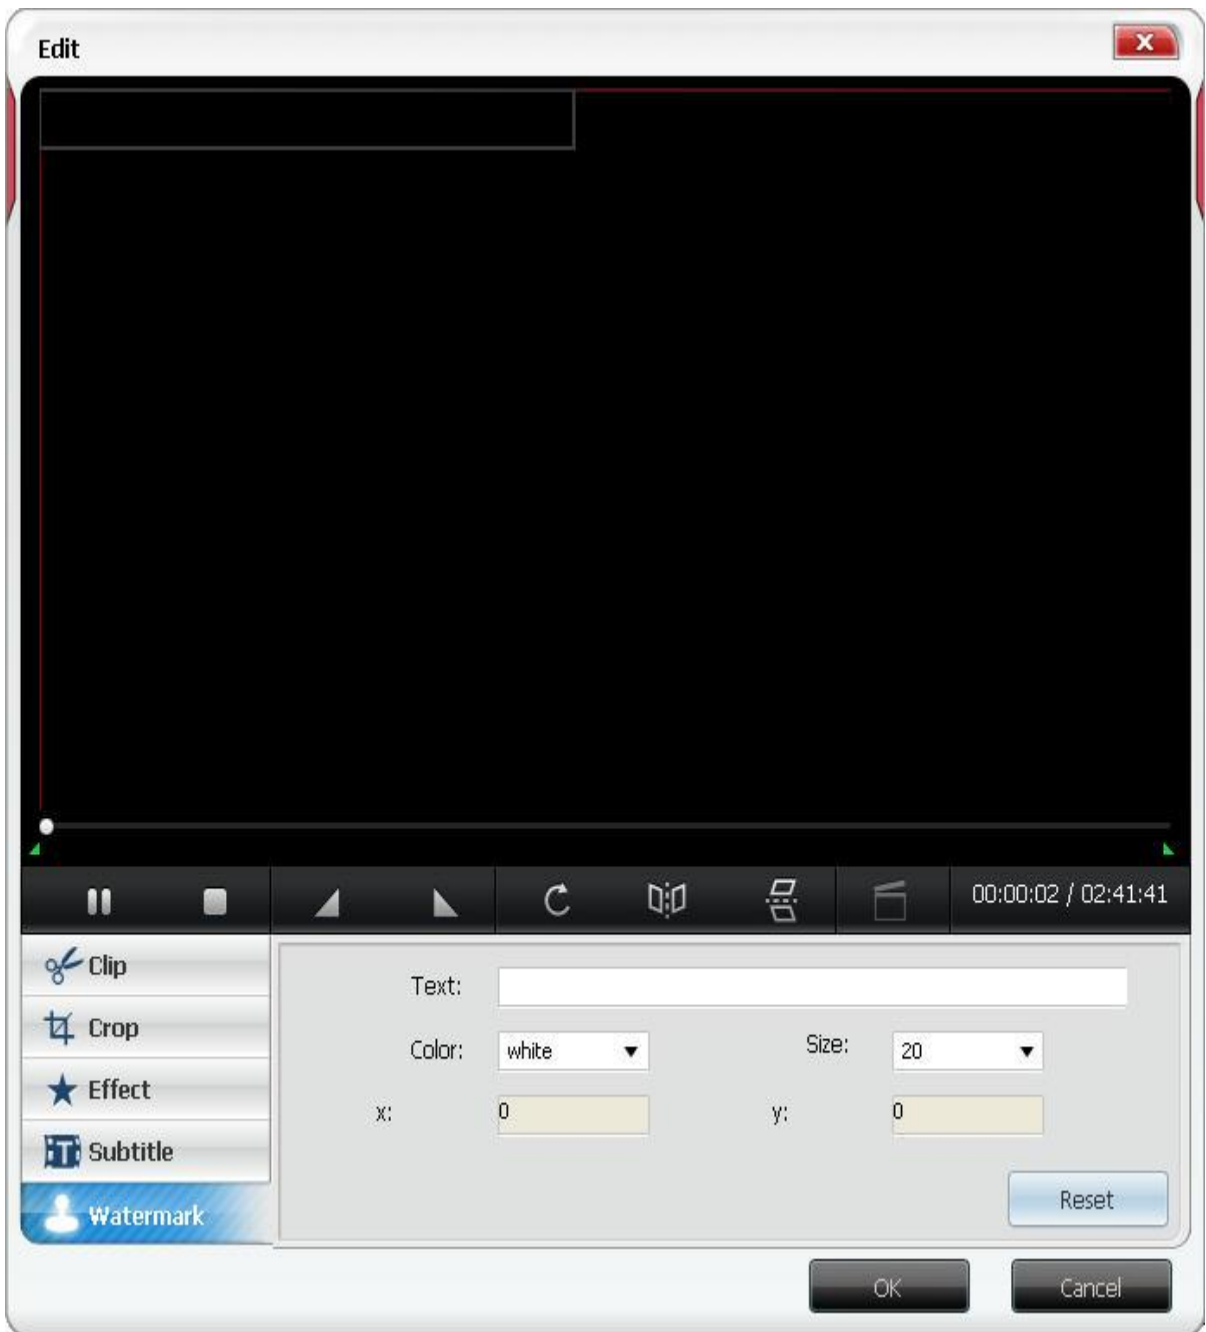 Edit
00:00:02 / 02:41:41
Clip
Crop
Effect
Subtitle
Watermark
Text:
Color: white Size: 20
x: 0 y: 0
Reset
OK Cancel